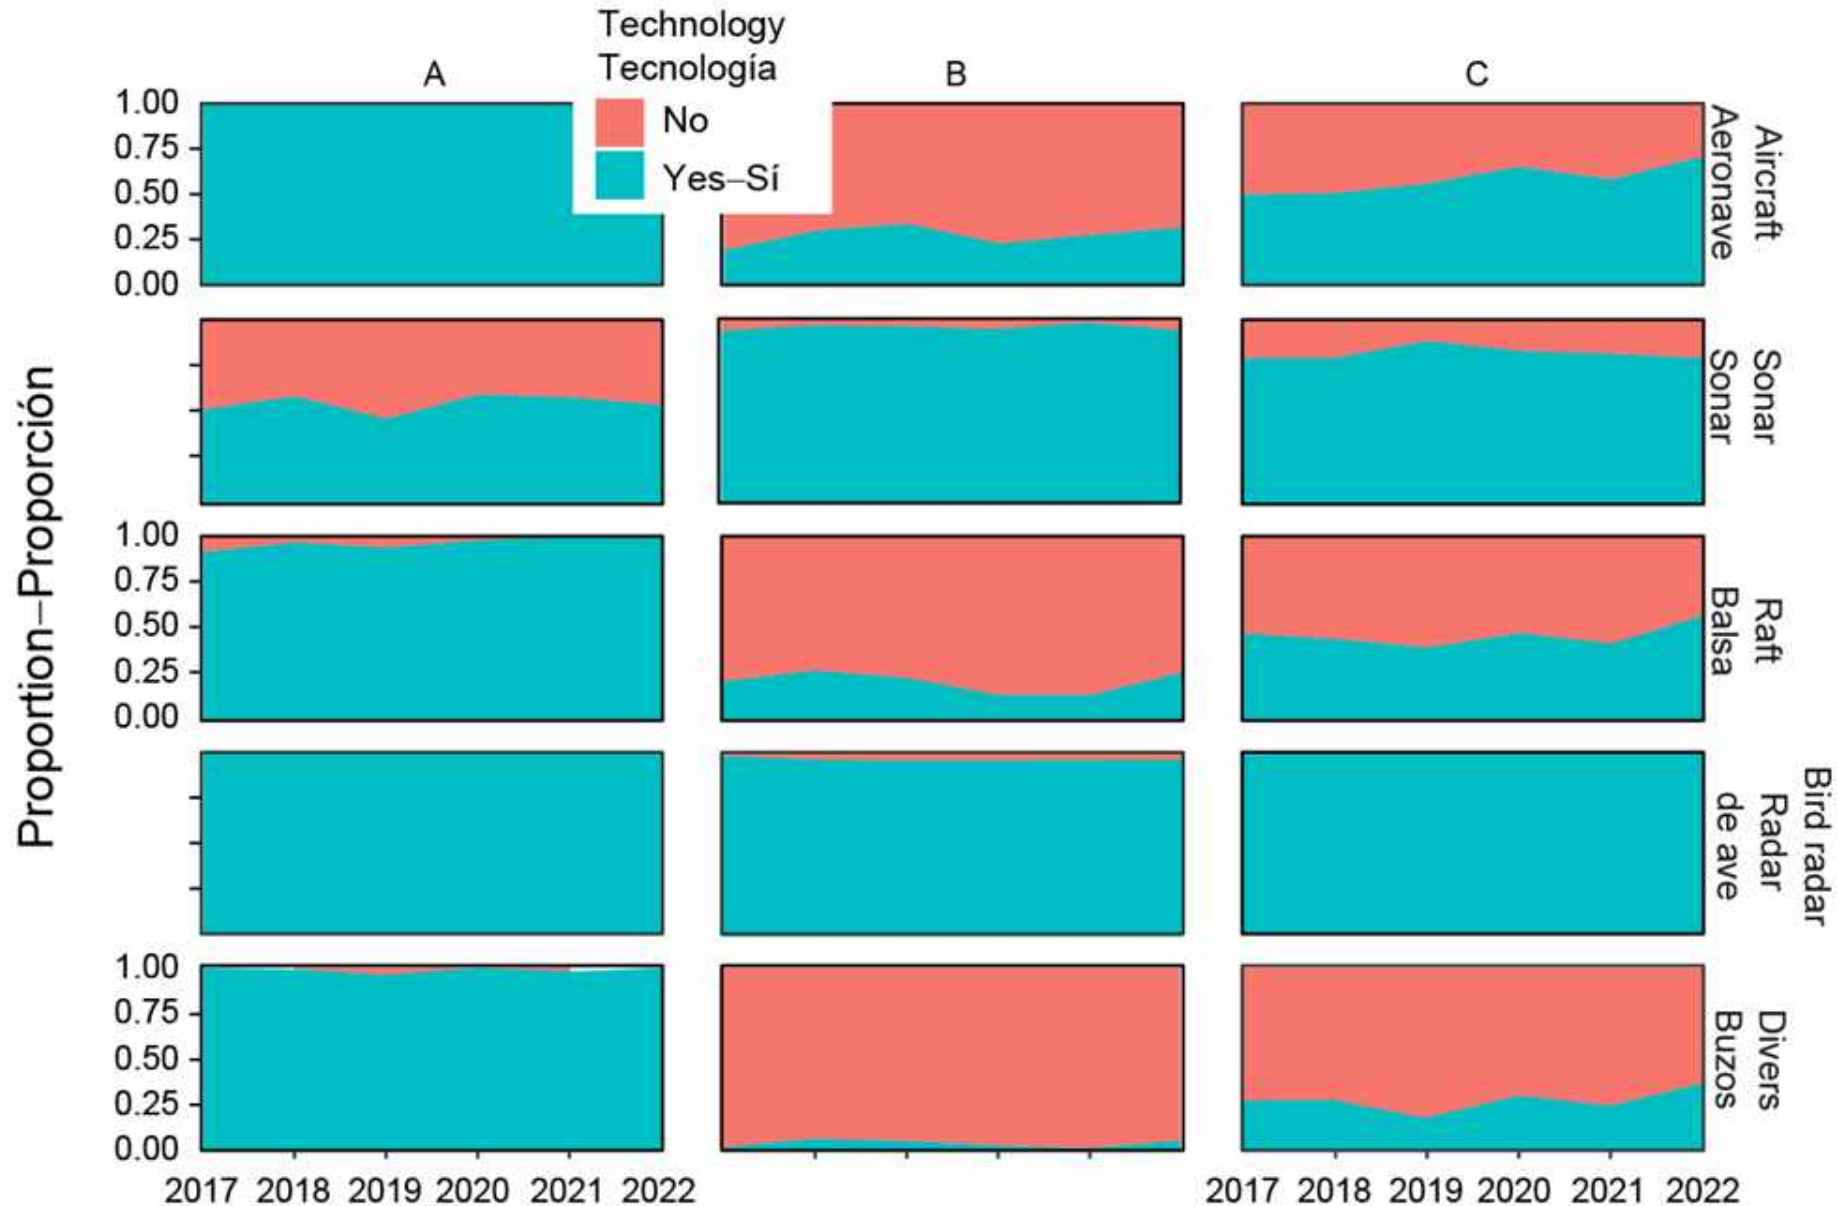 Technology
Tecnología
No
Yes–Sí
A
B
C
1.00
0.75
0.50
0.25
0.00
Aircraft
Aeronave
Sonar
Sonar
Proportion–Proporción
1.00
0.75
0.50
0.25
0.00
Raft
Balsa
Bird radar
Radar
de ave
1.00
0.75
0.50
0.25
0.00
Divers
Buzos
2017 2018 2019 2020 2021 2022
2017 2018 2019 2020 2021 2022